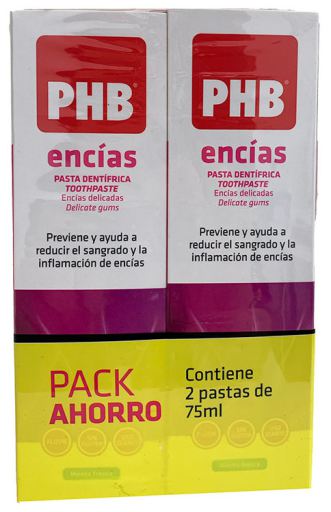 PHB
encías
PASTA DENTÍFRICA
TOOTHPASTE
Encías delicadas
Delicate gums
Previene y ayuda a
reducir el sangrado y la
inflamación de encías
PHB
encías
PASTA DENTÍFRICA
TOOTHPASTE
Encías delicadas
Delicate gums
Previene y ayuda a
reducir el sangrado y la
inflamación de encías
PACK
AHORRO
Contiene
2 pastas de
75ml